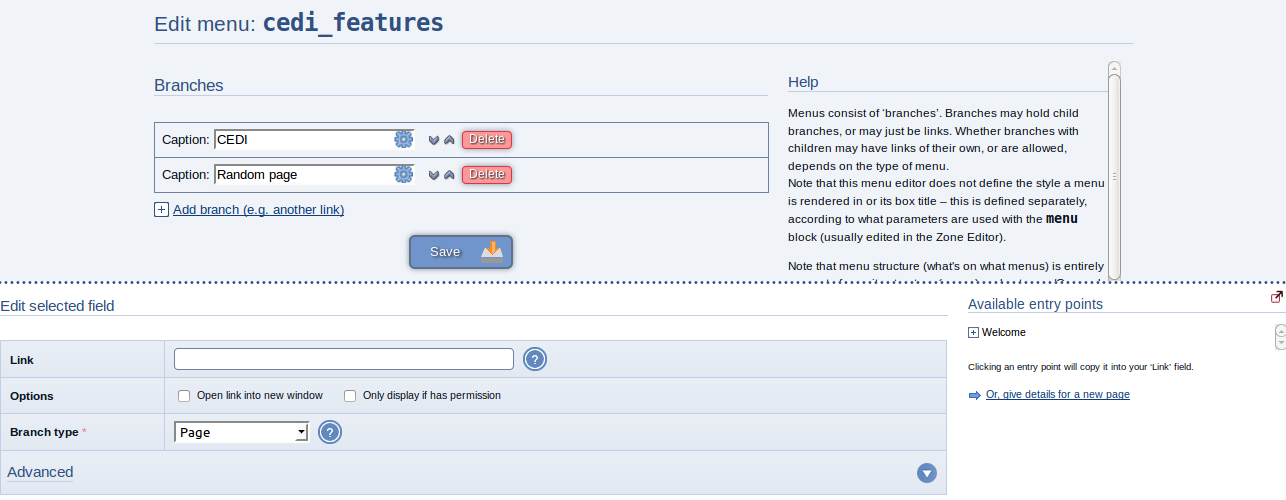 Edit menu: cedi_features
Branches
Caption: CEDI Delete
Caption: Random page Delete
Add branch (e.g. another link)
Save
Help
Menus consist of 'branches'. Branches may hold child
branches, or may just be links. Whether branches with
children may have links of their own, or are allowed,
depends on the type of menu.
Note that this menu editor does not define the style a menu
is rendered in or its box title – this is defined separately,
according to what parameters are used with the menu
block (usually edited in the Zone Editor).
Note that menu structure (what's on what menus) is entirely
Edit selected field
Link ?
Options Open link into new window Only display if has permission
Branch type * Page ?
Advanced
Available entry points
Welcome
Clicking an entry point will copy it into your 'Link' field.
Or, give details for a new page